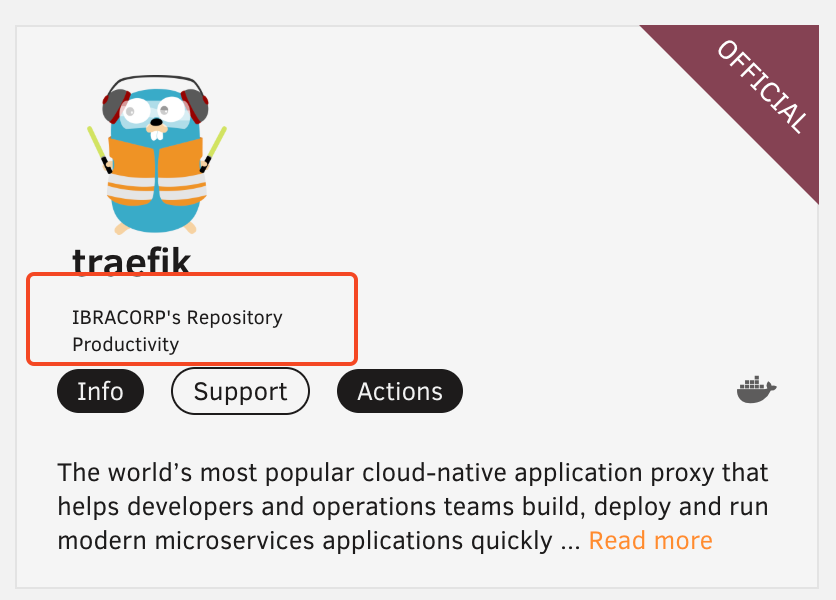 OFFICIAL
traefik
IBRACORP's Repository
Productivity
Info
Support
Actions
The world’s most popular cloud-native application proxy that
helps developers and operations teams build, deploy and run
modern microservices applications quickly ... Read more